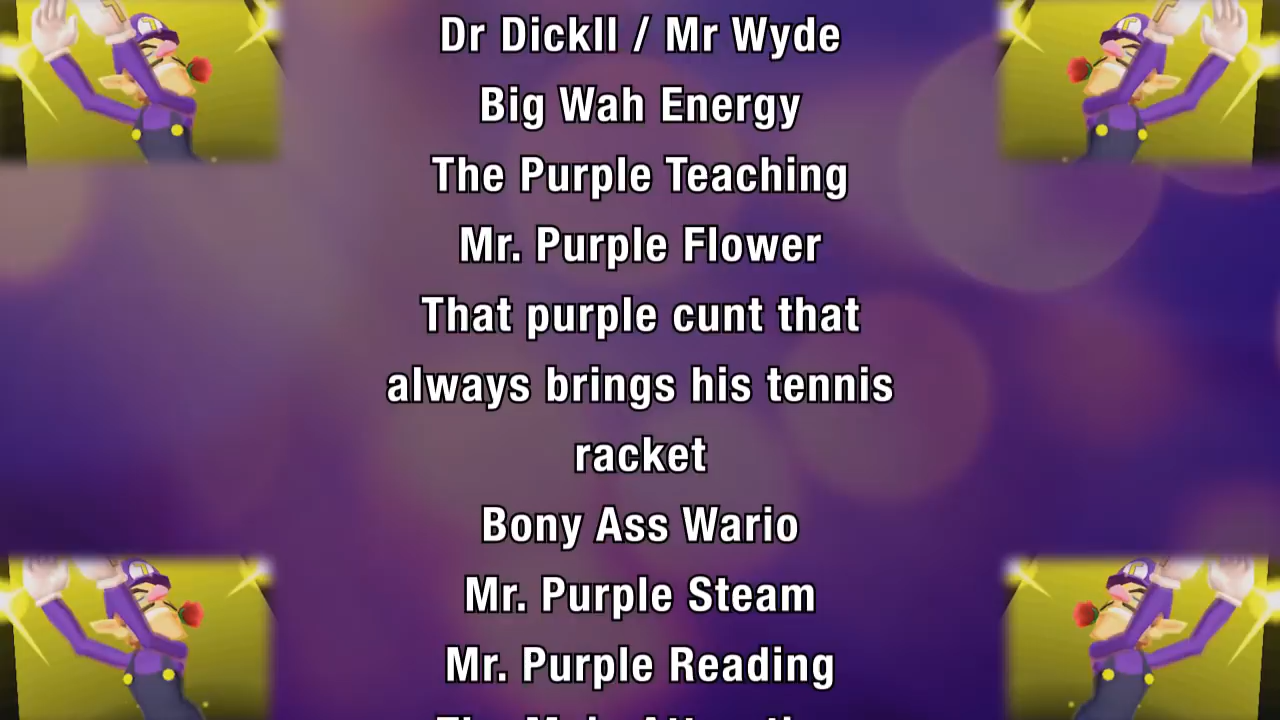 Dr Dickll / Mr Wyde
Big Wah Energy
The Purple Teaching
Mr. Purple Flower
That purple cunt that
always brings his tennis
racket
Bony Ass Wario
Mr. Purple Steam
Mr. Purple Reading